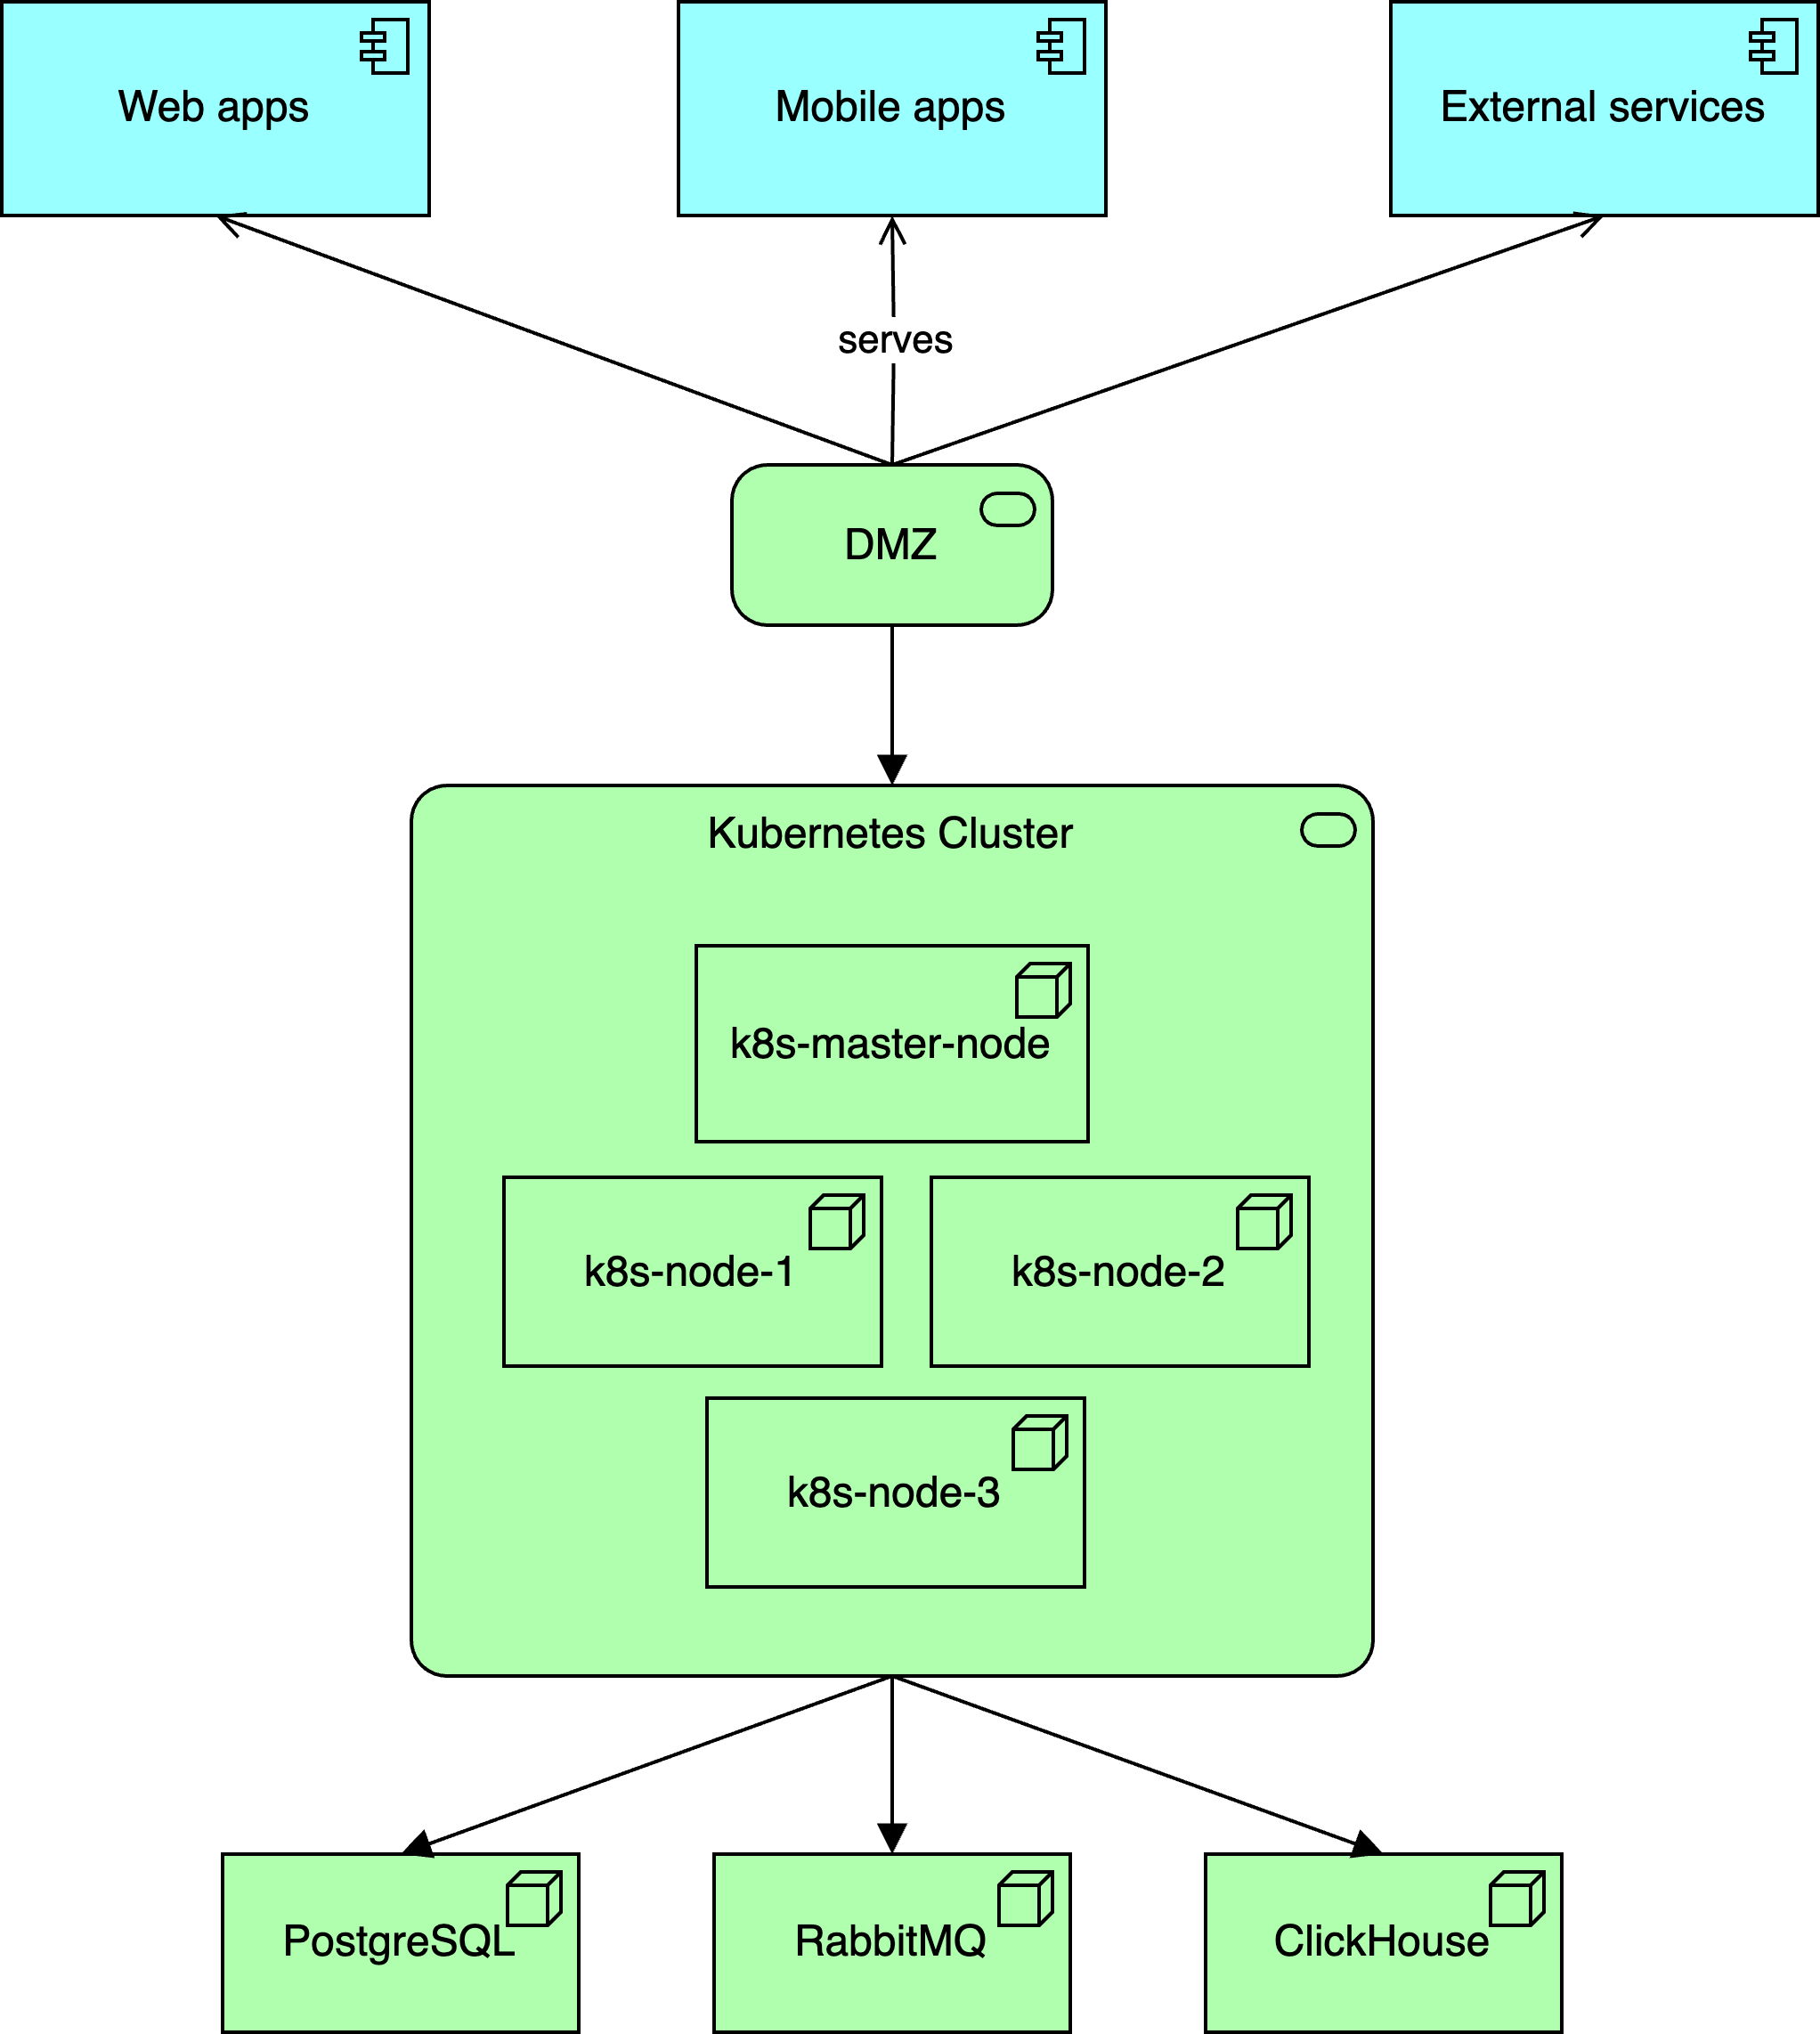 Web apps
Mobile apps
External services
serves
DMZ
Kubernetes Cluster
k8s-master-node
k8s-node-1
k8s-node-2
k8s-node-3
PostgreSQL
RabbitMQ
ClickHouse